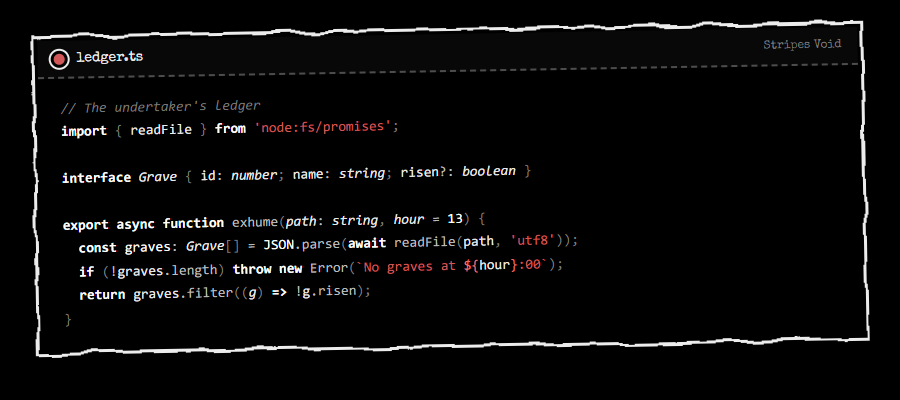 ledger.ts
Stripes Void
// The undertaker's ledger
import { readFile } from 'node:fs/promises';
interface Grave { id: number; name: string; risen?: boolean }
export async function exhume(path: string, hour = 13) {
  const graves: Grave[] = JSON.parse(await readFile(path, 'utf8'));
  if (!graves.length) throw new Error(`No graves at ${hour}:00`);
  return graves.filter((g) => !g.risen);
}